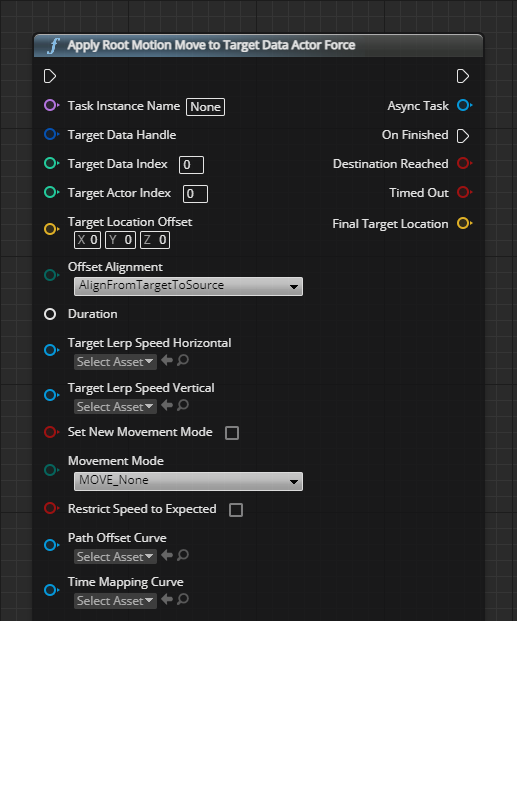 f Apply Root Motion Move to Target Data Actor Force
Task Instance Name None
Async Task
Target Data Handle
On Finished
Target Data Index 0
Destination Reached
Target Actor Index 0
Timed Out
Target Location Offset
X 0 Y 0 Z 0
Final Target Location
Offset Alignment
AlignFromTargetToSource
Duration
Target Lerp Speed Horizontal
Select Asset
Target Lerp Speed Vertical
Select Asset
Set New Movement Mode
Movement Mode
MOVE_None
Restrict Speed to Expected
Path Offset Curve
Select Asset
Time Mapping Curve
Select Asset